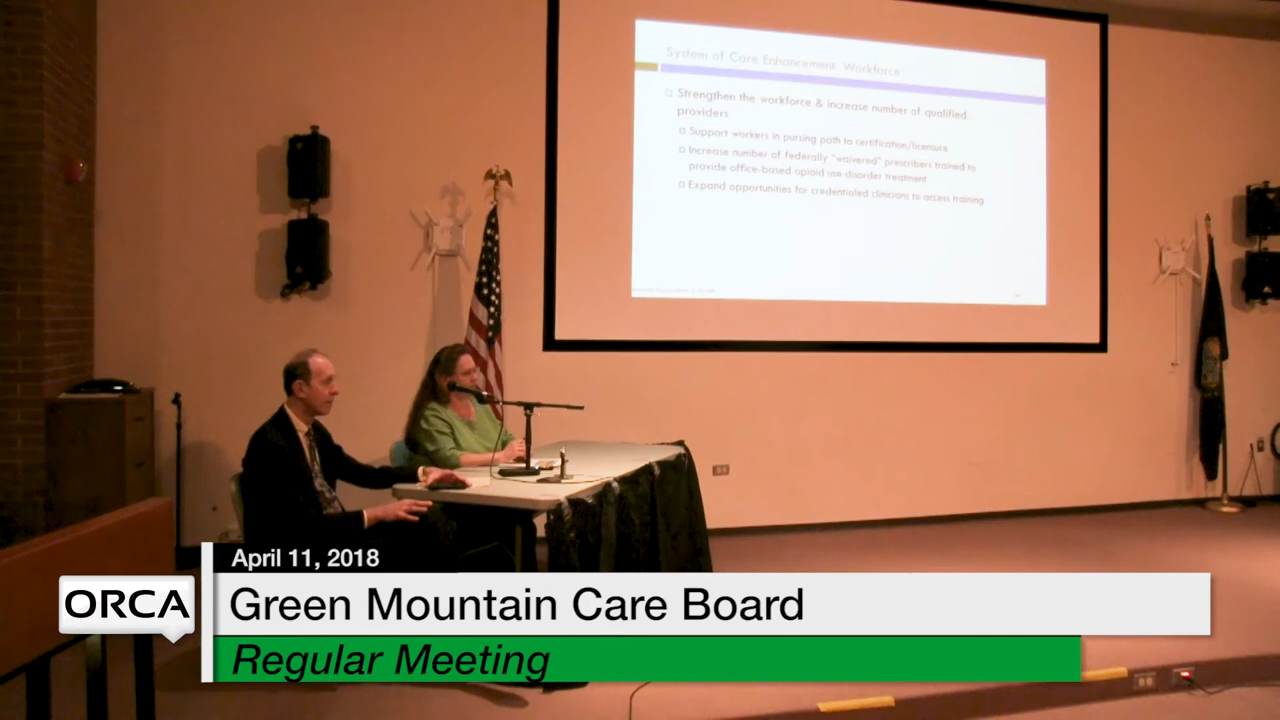 System of Care Enhancement: Workforce
Strengthen the workforce & increase number of qualified
providers
Support workers in pursing path to certification/licensure
Increase number of federally "waivered" prescribers trained to
provide office-based opioid use disorder treatment
Expand opportunities for credentialed clinicians to access training
April 11, 2018
ORCA
Green Mountain Care Board
Regular Meeting